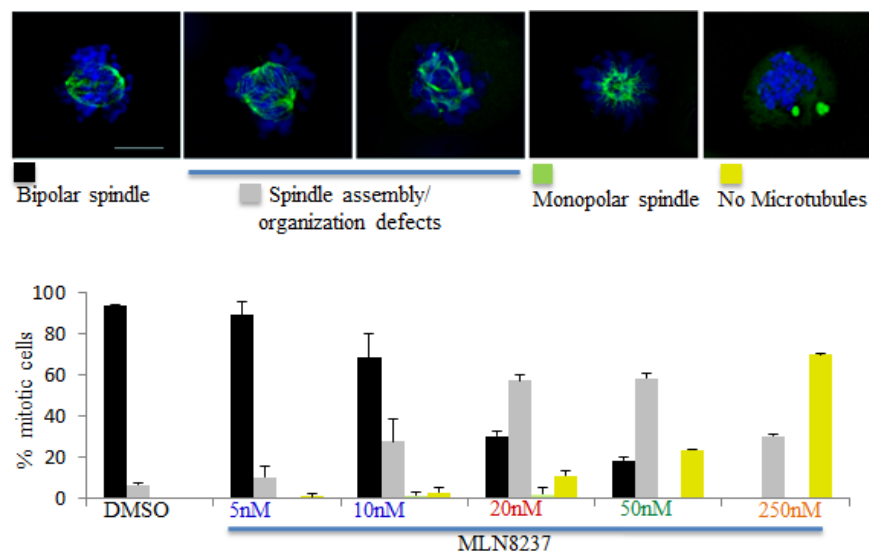 Bipolar spindle
Spindle assembly/
organization defects
Monopolar spindle
No Microtubules
% mitotic cells
100
80
60
40
20
0
DMSO
5nM
10nM
20nM
50nM
250nM
MLN8237